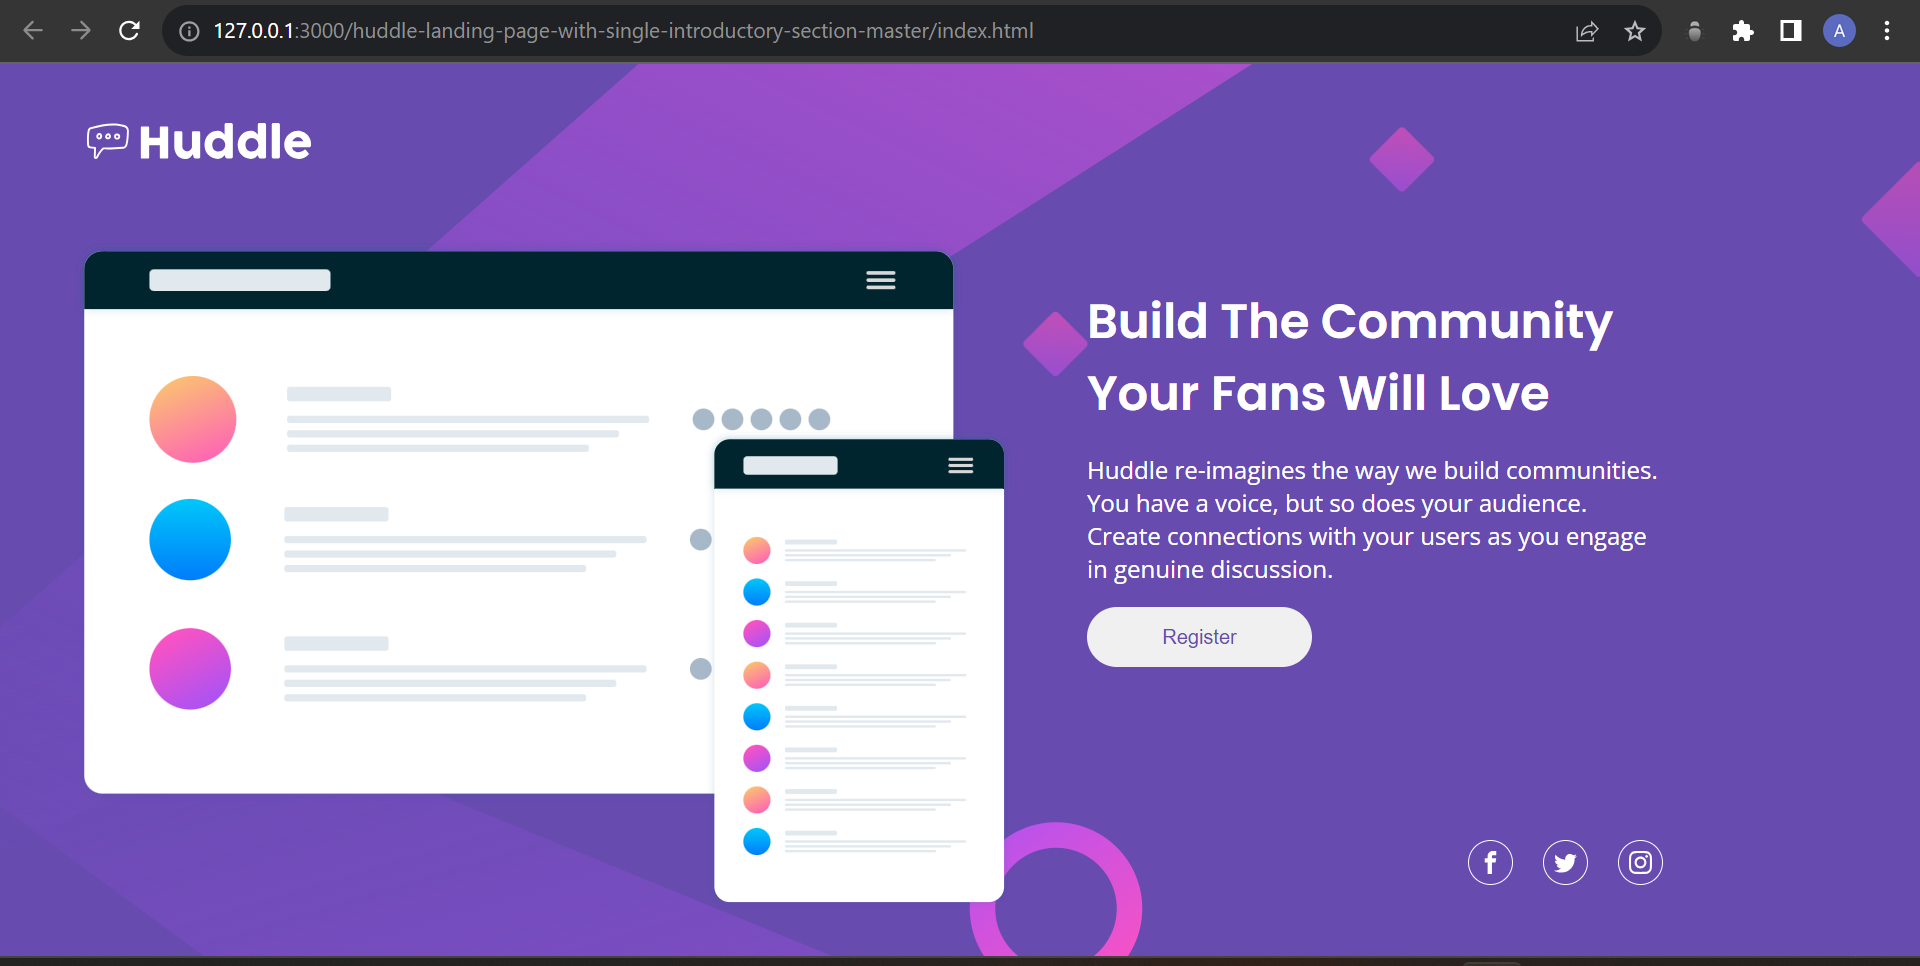 127.0.0.1:3000/huddle-landing-page-with-single-introductory-section-master/index.html
A
Huddle
Build The Community
Your Fans Will Love
Huddle re-imagines the way we build communities.
You have a voice, but so does your audience.
Create connections with your users as you engage
in genuine discussion.
Register